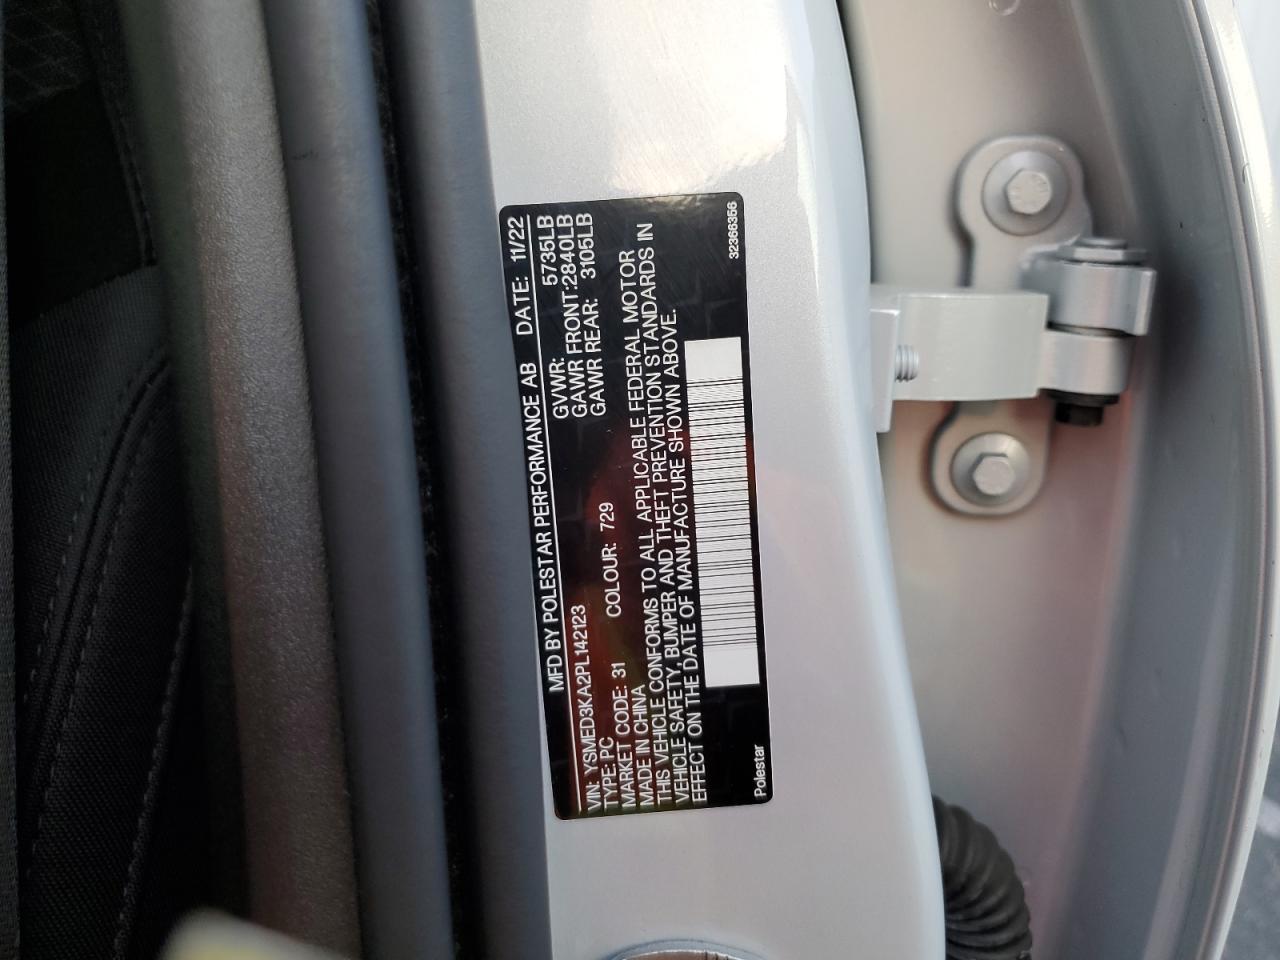 MFD BY POLESTAR PERFORMANCE AB DATE: 11/22
GVWR: 5735LB
GAWR FRONT:2840LB
VIN: YSMED3KA2PL142123 GAWR REAR: 3105LB
TYPE: PC COLOUR: 729
MARKET CODE: 31
MADE IN CHINA
THIS VEHICLE CONFORMS TO ALL APPLICABLE FEDERAL MOTOR
VEHICLE SAFETY, BUMPER AND THEFT PREVENTION STANDARDS IN
EFFECT ON THE DATE OF MANUFACTURE SHOWN ABOVE.
Polestar 32366356